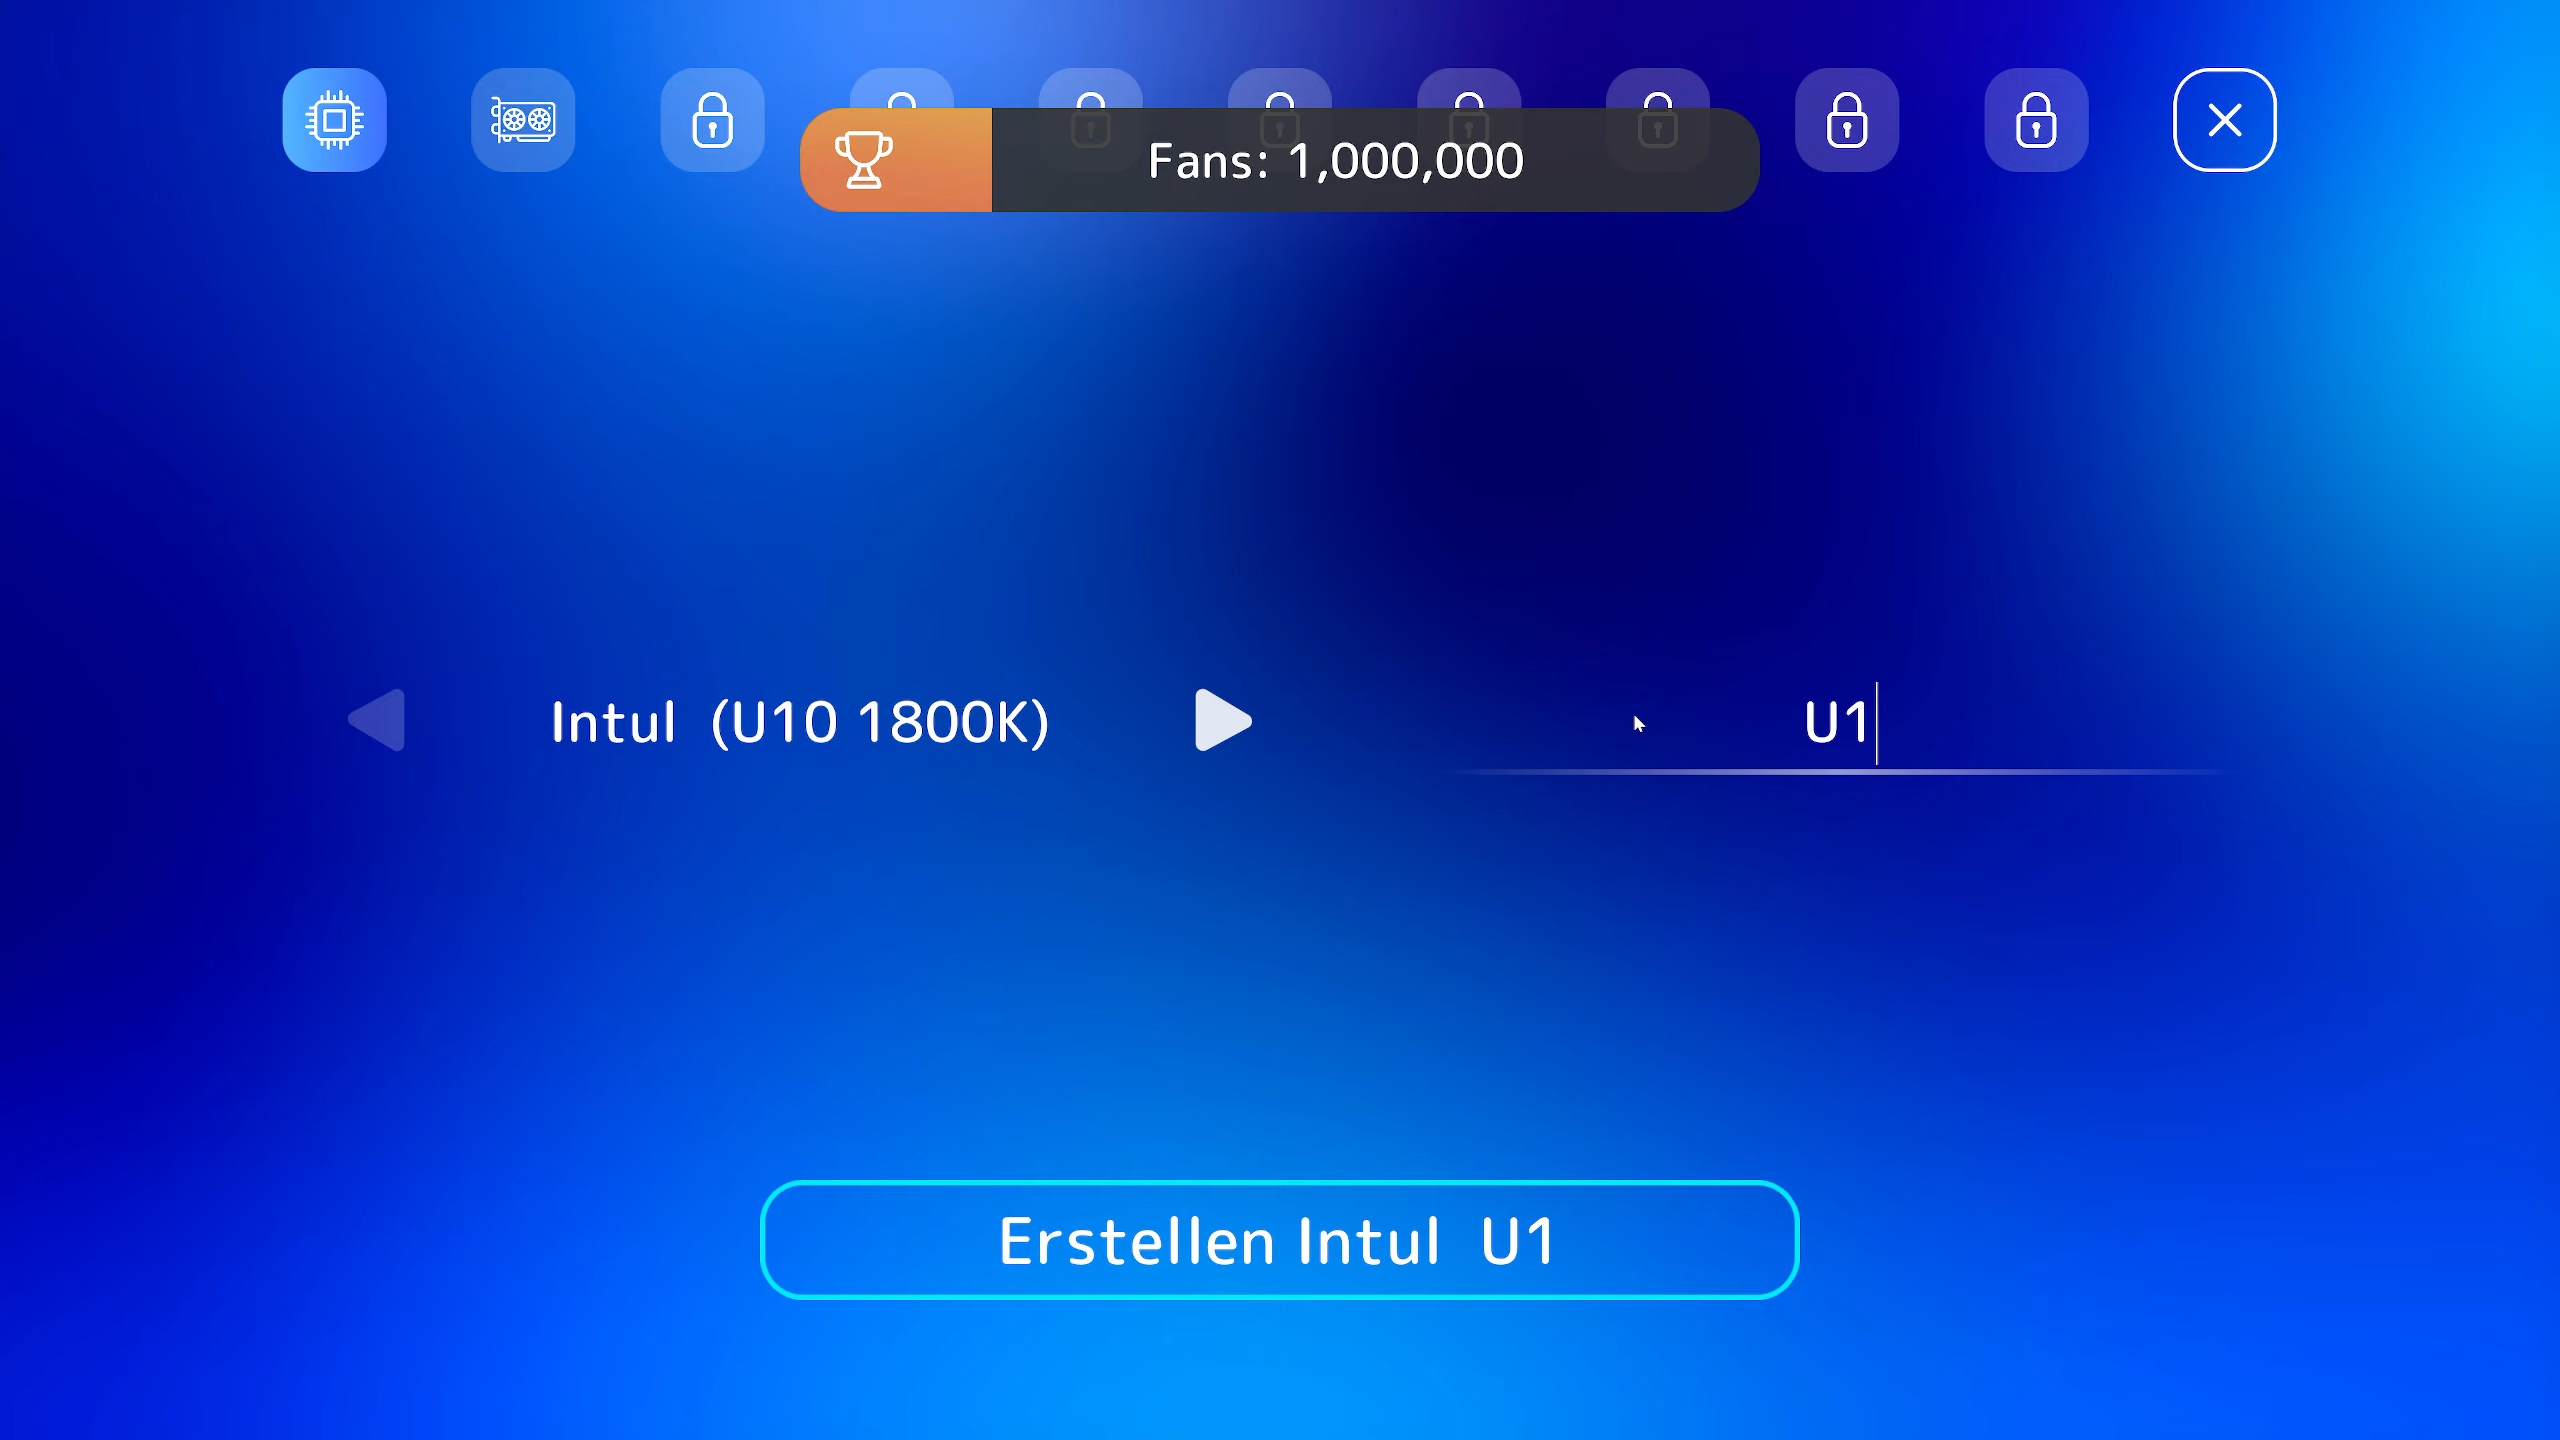 Fans: 1,000,000
Intul  (U10 1800K)
U1
Erstellen Intul  U1